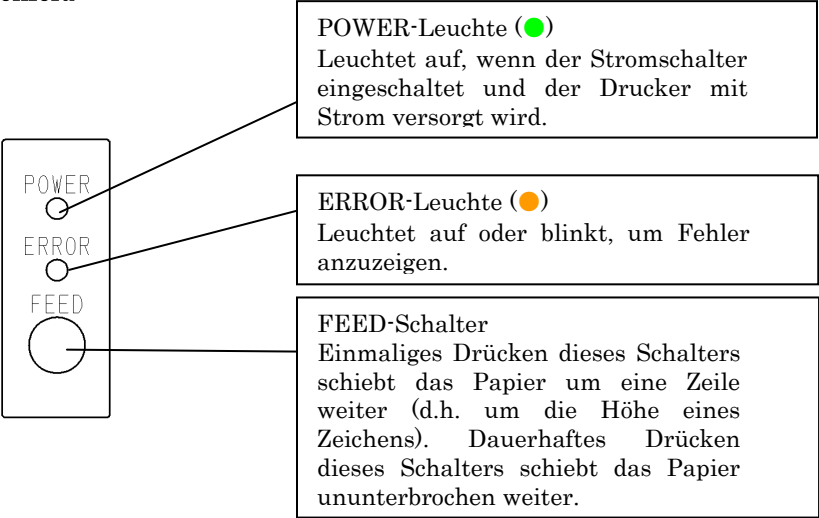 POWER-Leuchte (●)
Leuchtet auf, wenn der Stromschalter
eingeschaltet und der Drucker mit
Strom versorgt wird.
POWER
ERROR
FEED
ERROR-Leuchte (●)
Leuchtet auf oder blinkt, um Fehler
anzuzeigen.
FEED-Schalter
Einmaliges Drücken dieses Schalters
schiebt das Papier um eine Zeile
weiter (d.h. um die Höhe eines
Zeichens). Dauerhaftes Drücken
dieses Schalters schiebt das Papier
ununterbrochen weiter.